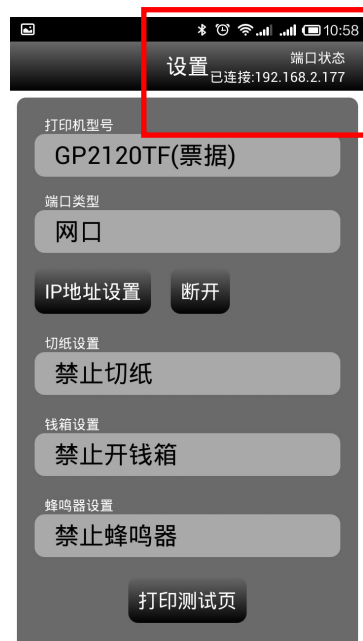 10:58
设置
端口状态
已连接:192.168.2.177
打印机型号
GP2120TF(票据)
端口类型
网口
IP地址设置 断开
切纸设置
禁止切纸
钱箱设置
禁止开钱箱
蜂鸣器设置
禁止蜂鸣器
打印测试页